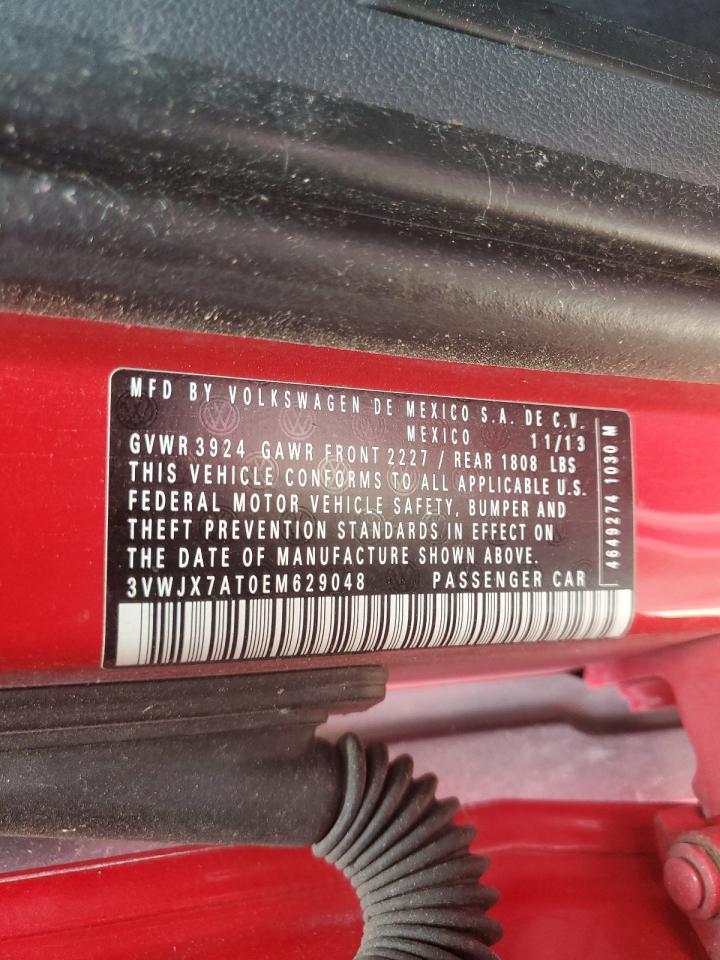 MFD BY VOLKSWAGEN DE MEXICO S.A. DE C.V.
MEXICO 11/13
GVWR 3924 GAWR FRONT 2227 / REAR 1808 LBS
THIS VEHICLE CONFORMS TO ALL APPLICABLE U.S.
FEDERAL MOTOR VEHICLE SAFETY, BUMPER AND
THEFT PREVENTION STANDARDS IN EFFECT ON
THE DATE OF MANUFACTURE SHOWN ABOVE.
3VWJX7AT0EM629048 PASSENGER CAR
4649274 1030 M